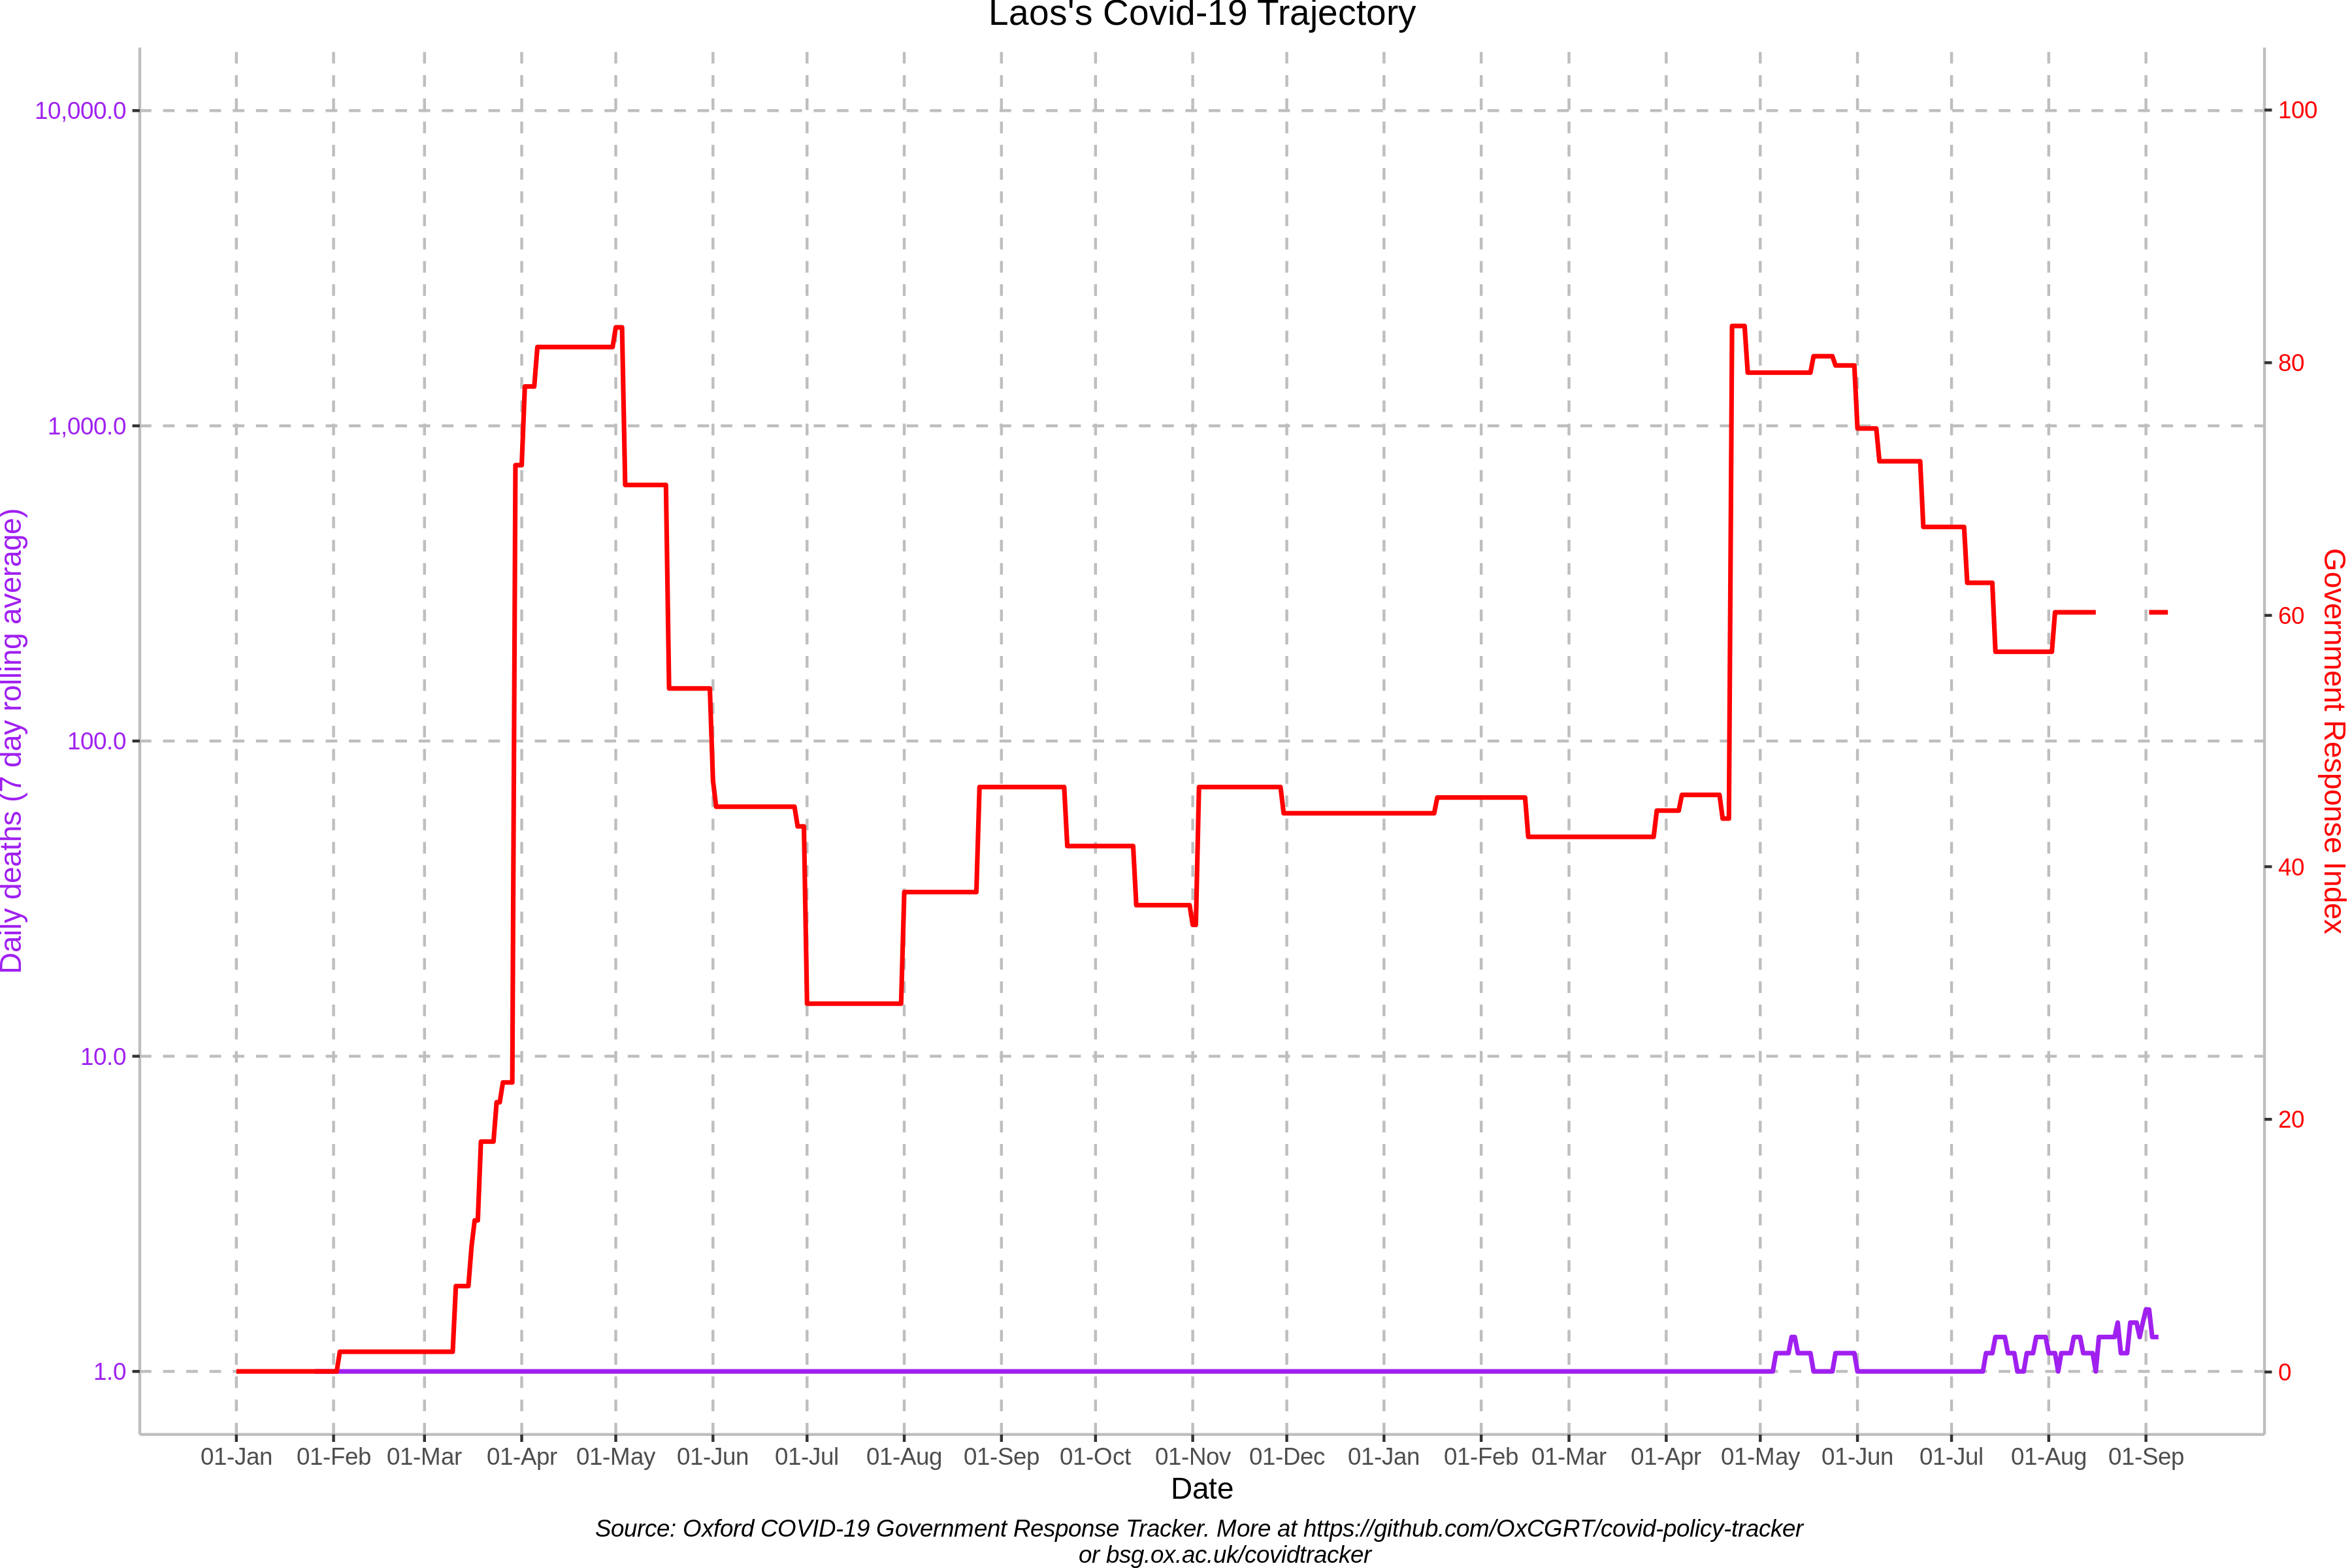 Laos's Covid-19 Trajectory
10,000.0
1,000.0
100.0
10.0
1.0
Daily deaths (7 day rolling average)
100
80
60
40
20
0
Government Response Index
01-Jan 01-Feb 01-Mar 01-Apr 01-May 01-Jun 01-Jul 01-Aug 01-Sep 01-Oct 01-Nov 01-Dec 01-Jan 01-Feb 01-Mar 01-Apr 01-May 01-Jun 01-Jul 01-Aug 01-Sep
Date
Source: Oxford COVID-19 Government Response Tracker. More at https://github.com/OxCGRT/covid-policy-tracker
or bsg.ox.ac.uk/covidtracker